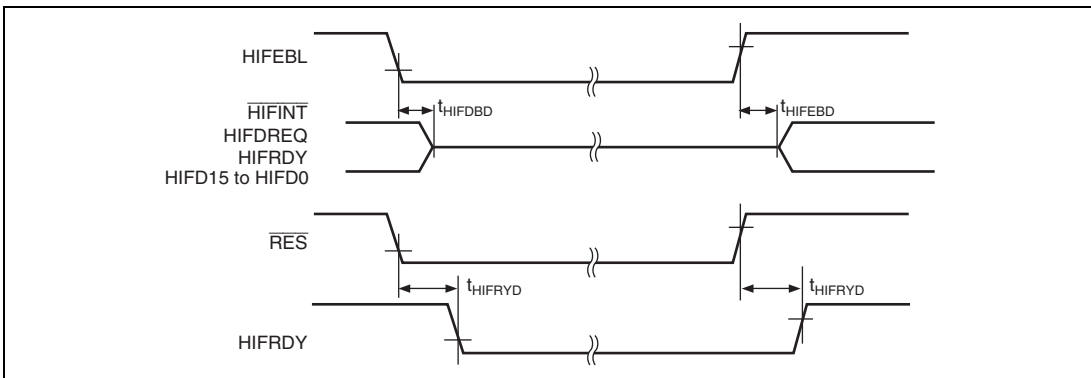 HIFEBL
tHIFDBD
tHIFEBD
HIFINT
HIFDREQ
HIFRDY
HIFD15 to HIFD0
RES
tHIFRYD
tHIFRYD
HIFRDY